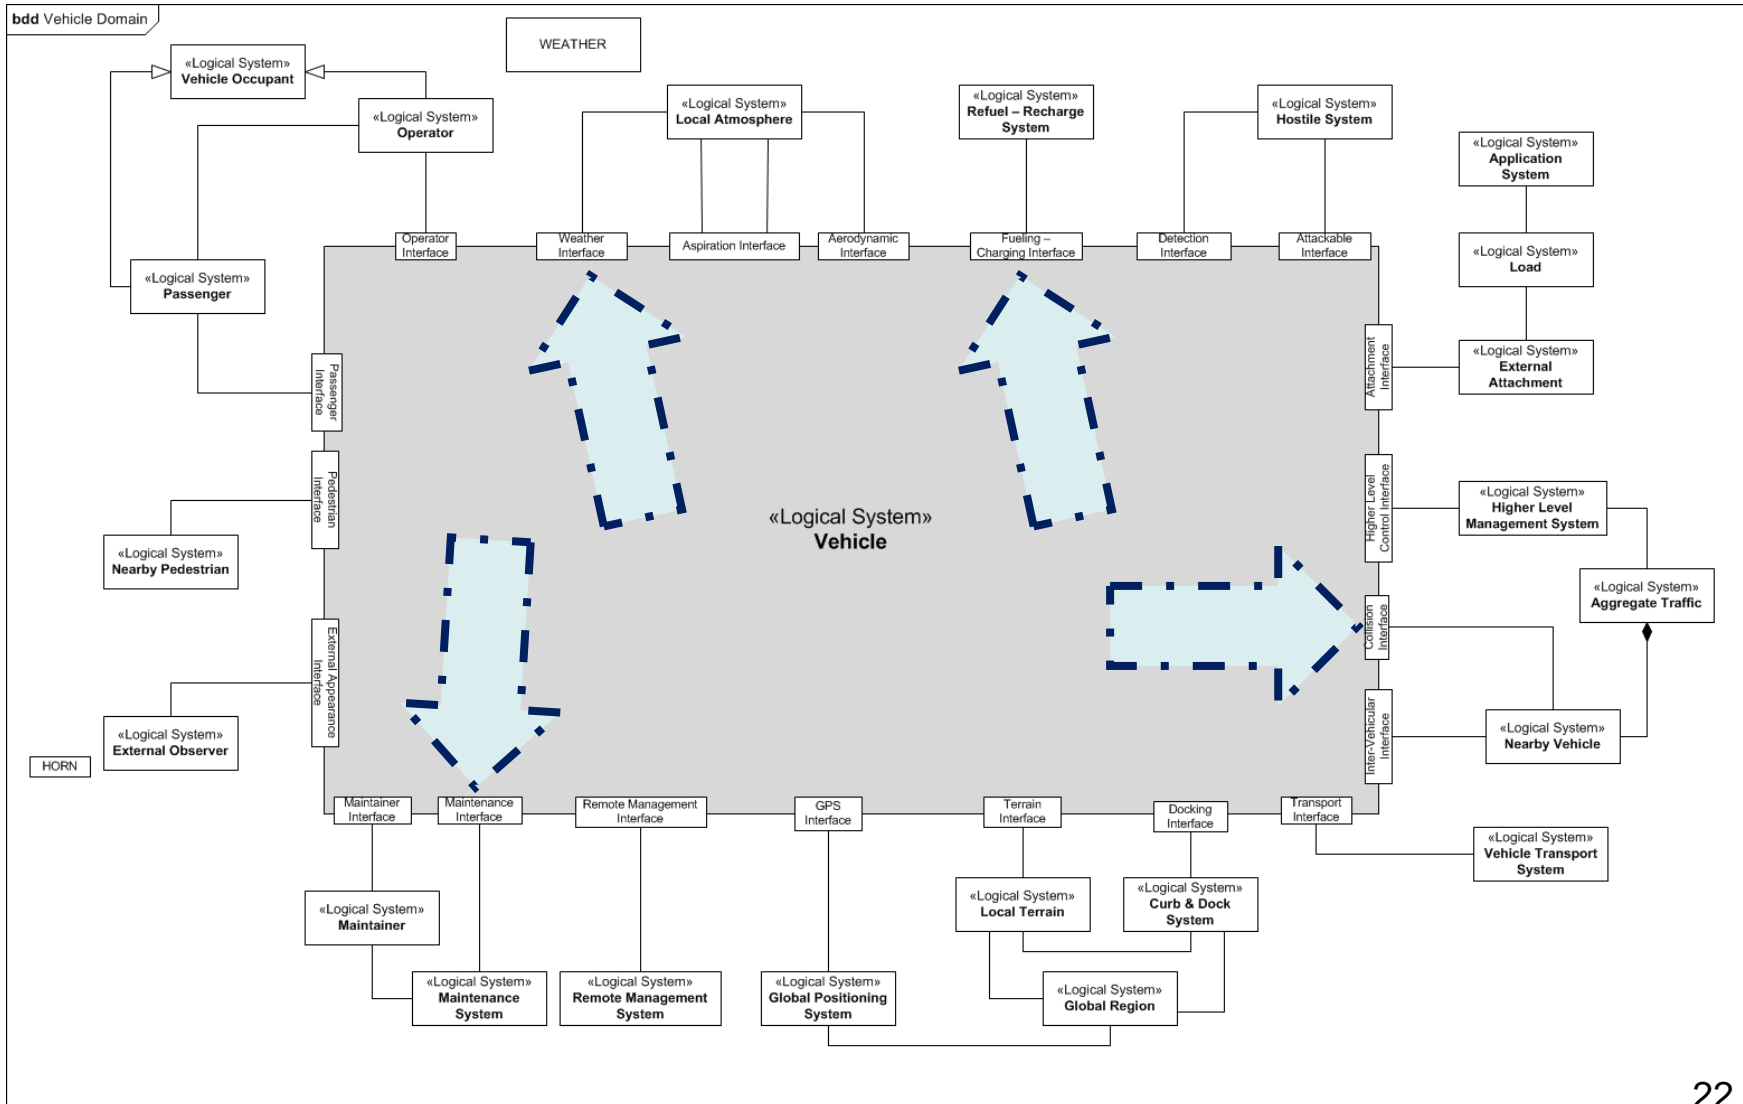 bdd Vehicle Domain
WEATHER
«Logical System»
Vehicle Occupant
«Logical System»
Operator
«Logical System»
Local Atmosphere
«Logical System»
Refuel – Recharge
System
«Logical System»
Hostile System
«Logical System»
Application
System
«Logical System»
Passenger
«Logical System»
Load
Operator
Interface
Weather
Interface
Aspiration Interface
Aerodynamic
Interface
Fueling –
Charging Interface
Detection
Interface
Attackable
Interface
Passenger
Interface
Attachment
Interface
«Logical System»
External
Attachment
Pedestrian
Interface
Higher Level
Control Interface
«Logical System»
Higher Level
Management System
«Logical System»
Vehicle
«Logical System»
Nearby Pedestrian
«Logical System»
Aggregate Traffic
Collision
Interface
External Appearance
Interface
Inter-Vehicular
Interface
«Logical System»
Nearby Vehicle
«Logical System»
External Observer
HORN
Maintainer
Interface
Maintenance
Interface
Remote Management
Interface
GPS
Interface
Terrain
Interface
Docking
Interface
Transport
Interface
«Logical System»
Vehicle Transport
System
«Logical System»
Maintainer
«Logical System»
Local Terrain
«Logical System»
Curb & Dock
System
«Logical System»
Maintenance
System
«Logical System»
Remote Management
System
«Logical System»
Global Positioning
System
«Logical System»
Global Region
22